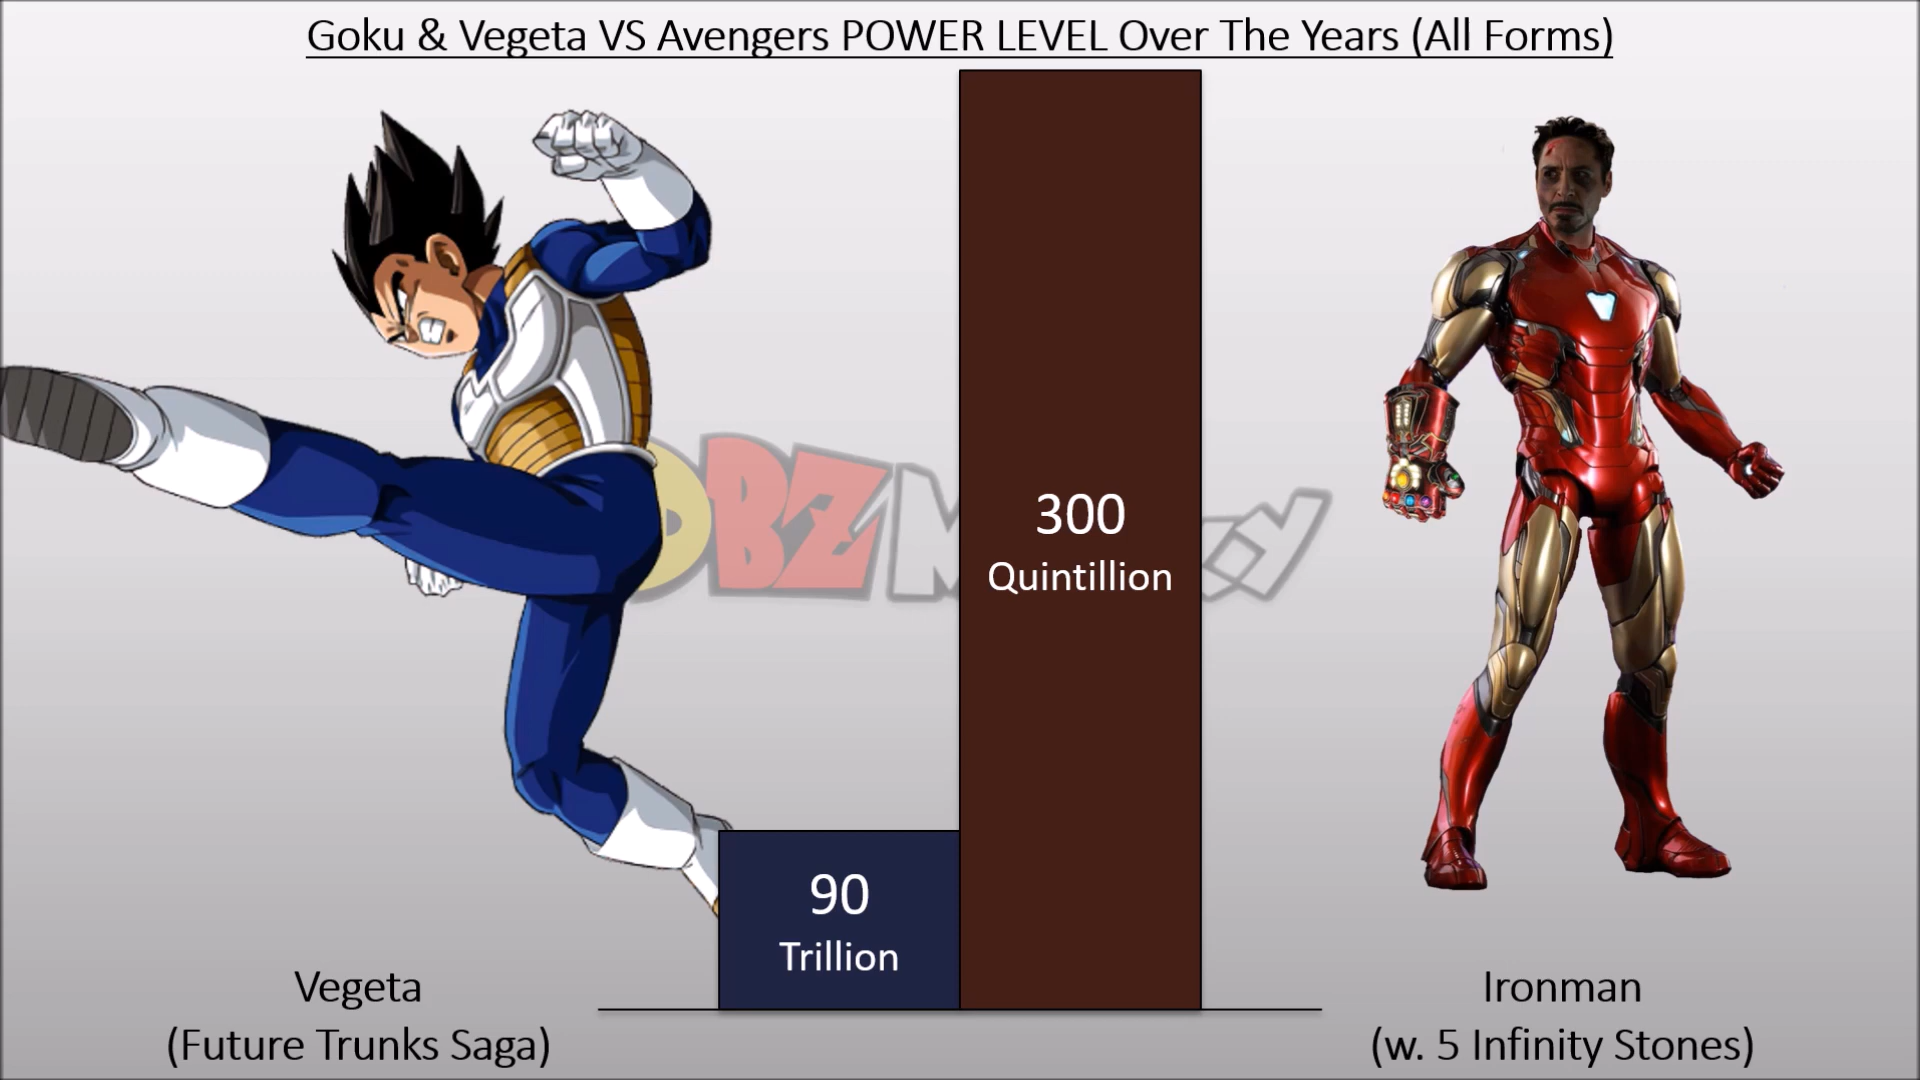 Goku & Vegeta VS Avengers POWER LEVEL Over The Years (All Forms)
DBZ
300
Quintillion
90
Trillion
Vegeta
(Future Trunks Saga)
Ironman
(w. 5 Infinity Stones)